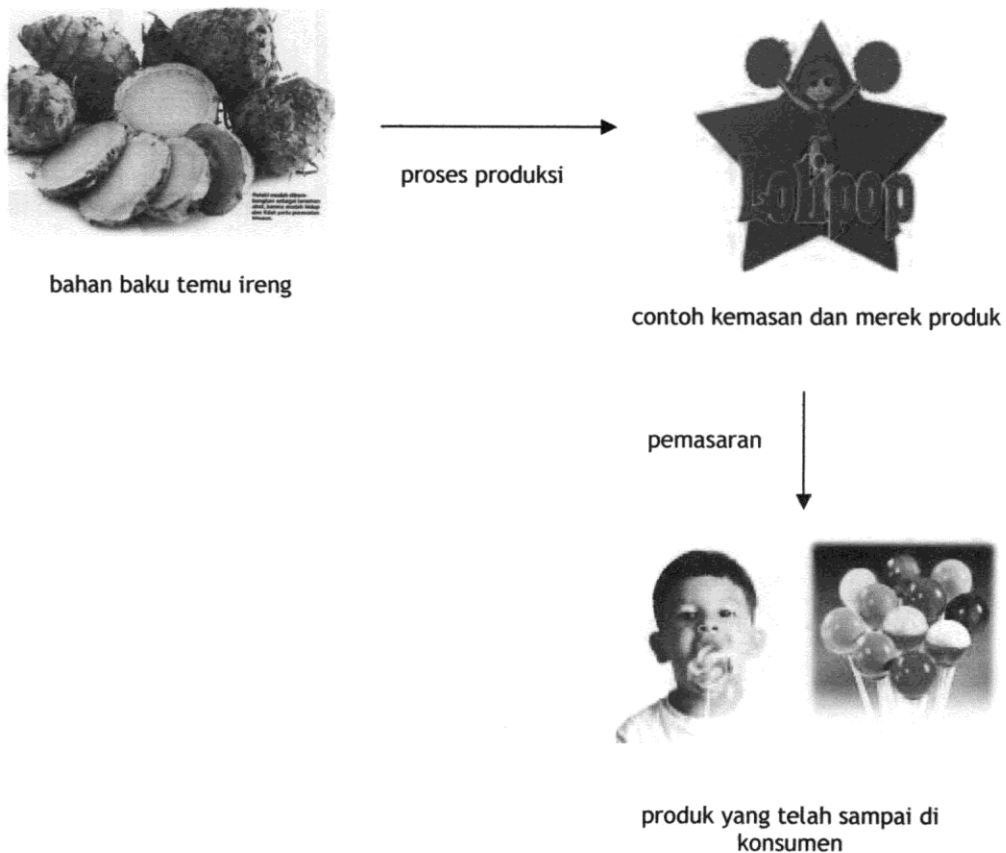 proses produksi
bahan baku temu ireng
Lolipop
contoh kemasan dan merek produk
pemasaran
produk yang telah sampai di
konsumen